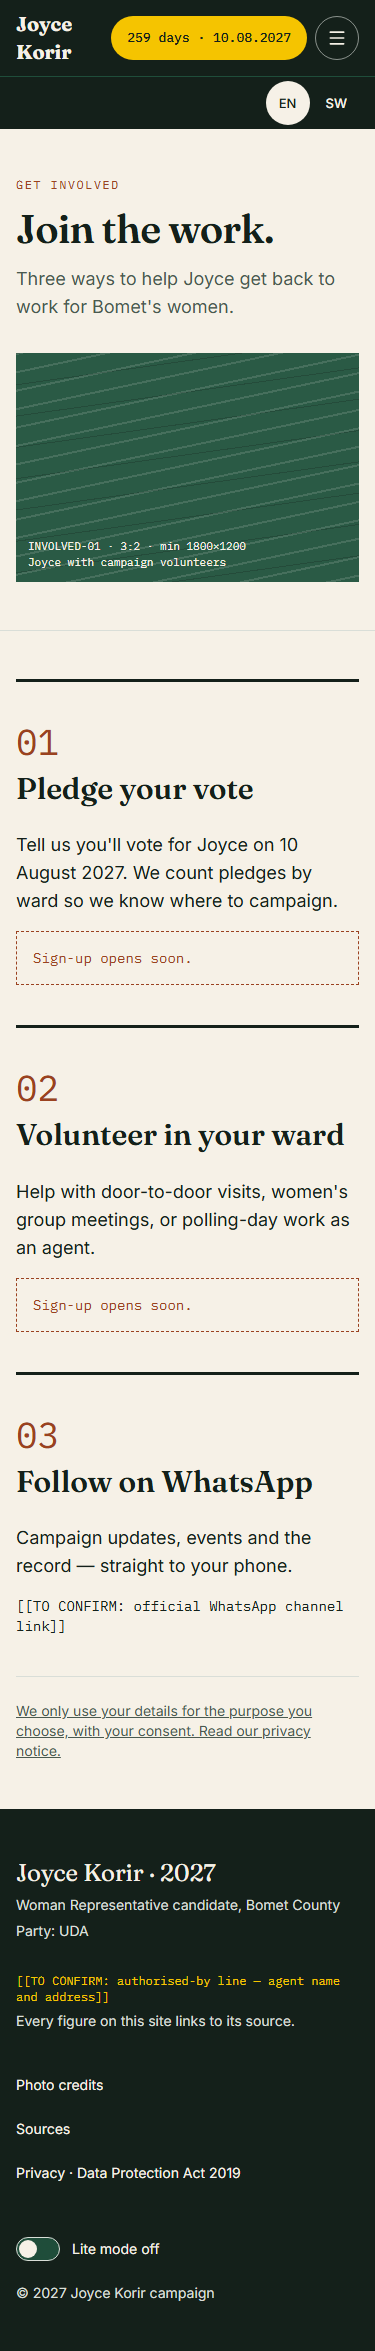 Joyce
Korir
259 days · 10.08.2027
EN
SW
GET INVOLVED
Join the work.
Three ways to help Joyce get back to
work for Bomet's women.
INVOLVED-01 · 3:2 · min 1800×1200
Joyce with campaign volunteers
01
Pledge your vote
Tell us you'll vote for Joyce on 10
August 2027. We count pledges by
ward so we know where to campaign.
Sign-up opens soon.
02
Volunteer in your ward
Help with door-to-door visits, women's
group meetings, or polling-day work as
an agent.
Sign-up opens soon.
03
Follow on WhatsApp
Campaign updates, events and the
record — straight to your phone.
[[TO CONFIRM: official WhatsApp channel
link]]
We only use your details for the purpose you
choose, with your consent. Read our privacy
notice.
Joyce Korir · 2027
Woman Representative candidate, Bomet County
Party: UDA
[[TO CONFIRM: authorised-by line — agent name
and address]]
Every figure on this site links to its source.
Photo credits
Sources
Privacy · Data Protection Act 2019
Lite mode off
© 2027 Joyce Korir campaign